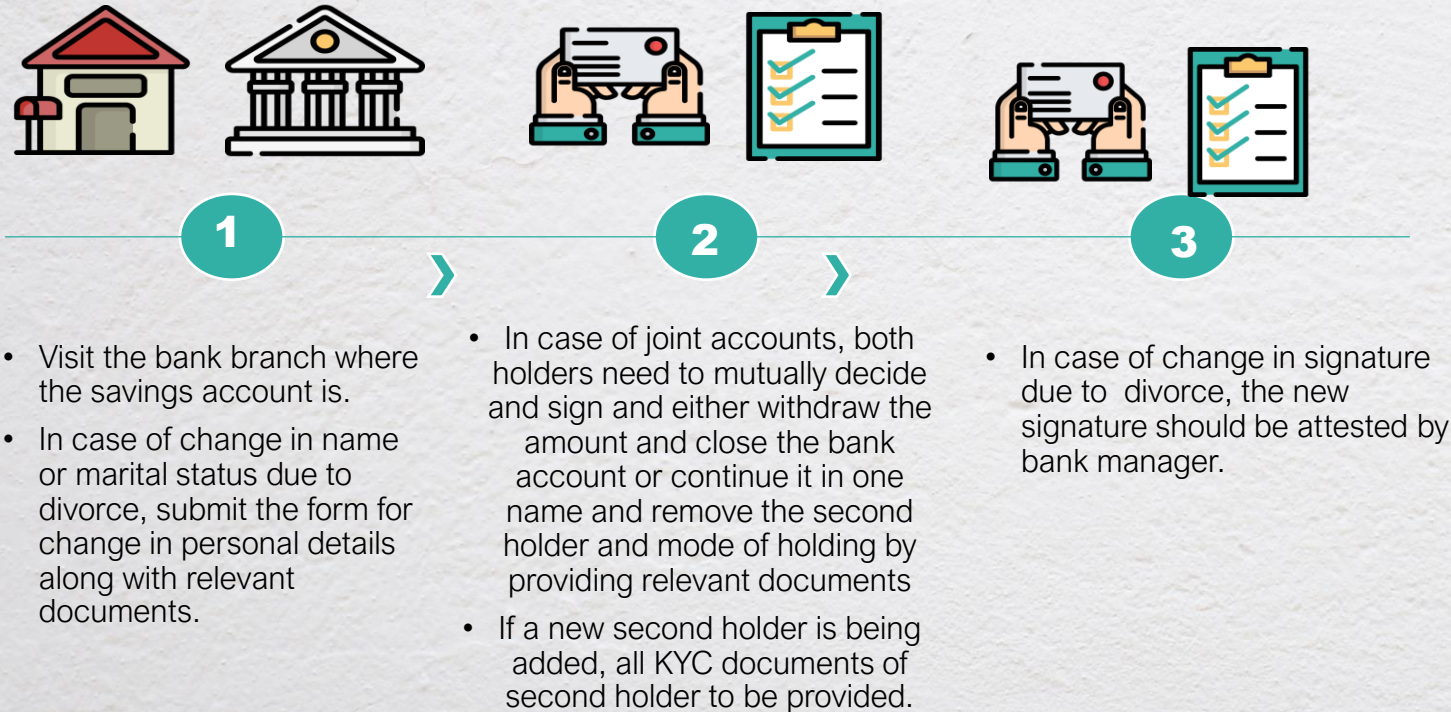 1
2
3
• Visit the bank branch where
the savings account is.
• In case of change in name
or marital status due to
divorce, submit the form for
change in personal details
along with relevant
documents.
• In case of joint accounts, both
holders need to mutually decide
and sign and either withdraw the
amount and close the bank
account or continue it in one
name and remove the second
holder and mode of holding by
providing relevant documents
• If a new second holder is being
added, all KYC documents of
second holder to be provided.
• In case of change in signature
due to  divorce, the new
signature should be attested by
bank manager.